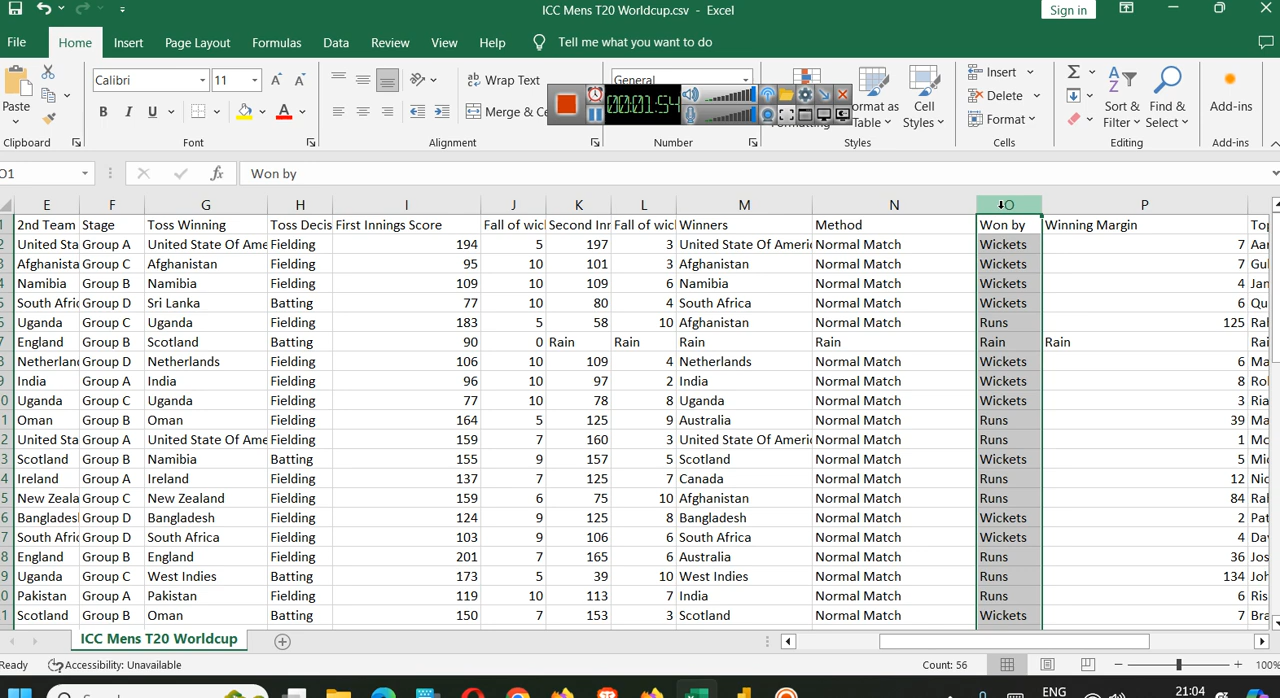 ICC Mens T20 Worldcup.csv - Excel
Sign in
File Home Insert Page Layout Formulas Data Review View Help Tell me what you want to do
Calibri 11 Wrap Text General Insert
Paste B I U Merge & Ce 00:01:54 Format as Table Cell Styles Delete Format Sort & Filter Find & Select Add-ins
Clipboard Font Alignment Number Styles Cells Editing Add-ins
O1 Won by
E F G H I J K L M N O P
2nd Team Stage Toss Winning Toss Decis First Innings Score Fall of wic Second Inn Fall of wic Winners Method Won by Winning Margin Top
United Sta Group A United State Of Ame Fielding 194 5 197 3 United State Of Americ Normal Match Wickets 7 Aar
Afghanista Group C Afghanistan Fielding 95 10 101 3 Afghanistan Normal Match Wickets 7 Gul
Namibia Group B Namibia Fielding 109 10 109 6 Namibia Normal Match Wickets 4 Jan
South Afric Group D Sri Lanka Batting 77 10 80 4 South Africa Normal Match Wickets 6 Qu
Uganda Group C Uganda Fielding 183 5 58 10 Afghanistan Normal Match Runs 125 Ral
England Group B Scotland Batting 90 0 Rain Rain Rain Rain Rain Rain Rai
Netherlan Group D Netherlands Fielding 106 10 109 4 Netherlands Normal Match Wickets 6 Ma
India Group A India Fielding 96 10 97 2 India Normal Match Wickets 8 Ro
Uganda Group C Uganda Fielding 77 10 78 8 Uganda Normal Match Wickets 3 Ria
Oman Group B Oman Fielding 164 5 125 9 Australia Normal Match Runs 39 Ma
United Sta Group A United State Of Ame Fielding 159 7 160 3 United State Of Americ Normal Match Runs 1 Mo
Scotland Group B Namibia Batting 155 9 157 5 Scotland Normal Match Wickets 5 Mic
Ireland Group A Ireland Fielding 137 7 125 7 Canada Normal Match Runs 12 Nic
New Zeala Group C New Zealand Fielding 159 6 75 10 Afghanistan Normal Match Runs 84 Ral
Bangladesl Group D Bangladesh Fielding 124 9 125 8 Bangladesh Normal Match Wickets 2 Pat
South Afric Group D South Africa Fielding 103 9 106 6 South Africa Normal Match Wickets 4 Da
England Group B England Fielding 201 7 165 6 Australia Normal Match Runs 36 Jos
Uganda Group C West Indies Batting 173 5 39 10 West Indies Normal Match Runs 134 Joh
Pakistan Group A Pakistan Fielding 119 10 113 7 India Normal Match Runs 6 Ris
Scotland Group B Oman Batting 150 7 153 3 Scotland Normal Match Wickets 7 Bra
ICC Mens T20 Worldcup
Ready Accessibility: Unavailable Count: 56 100%
ENG 21:04